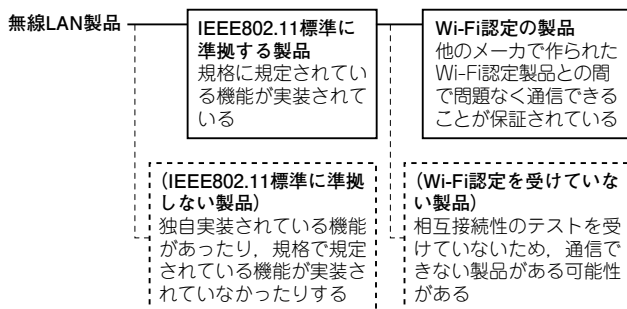 無線LAN製品
IEEE802.11標準に
準拠する製品
規格に規定されてい
る機能が実装されて
いる
Wi-Fi認定の製品
他のメーカで作られた
Wi-Fi認定製品との間
で問題なく通信できる
ことが保証されている
(IEEE802.11標準に準拠
しない製品)
独自実装されている機能
があったり，規格で規定
されている機能が実装さ
れていなかったりする
(Wi-Fi認定を受けていな
い製品)
相互接続性のテストを受
けていないため，通信で
きない製品がある可能性
がある